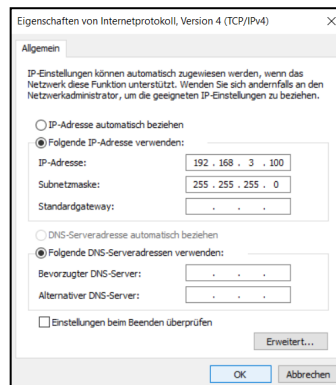 Eigenschaften von Internetprotokoll, Version 4 (TCP/IPv4)
Allgemein
IP-Einstellungen können automatisch zugewiesen werden, wenn das
Netzwerk diese Funktion unterstützt. Wenden Sie sich andernfalls an den
Netzwerkadministrator, um die geeigneten IP-Einstellungen zu beziehen.
IP-Adresse automatisch beziehen
Folgende IP-Adresse verwenden:
IP-Adresse: 192 . 168 . 3 . 100
Subnetzmaske: 255 . 255 . 255 . 0
Standardgateway: . . .
DNS-Serveradresse automatisch beziehen
Folgende DNS-Serveradressen verwenden:
Bevorzugter DNS-Server: . . .
Alternativer DNS-Server: . . .
Einstellungen beim Beenden überprüfen
Erweitert...
OK Abbrechen